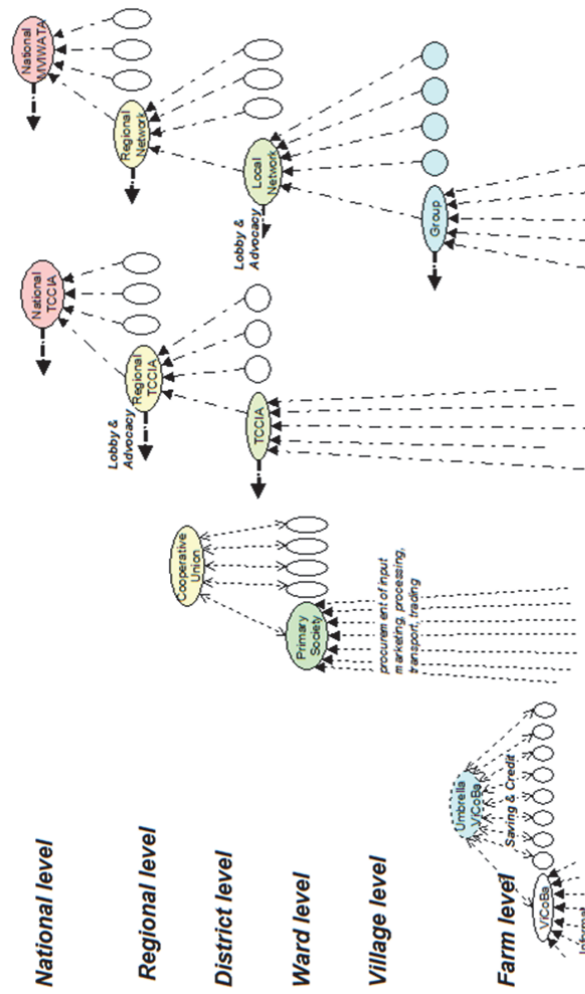 National level
Regional level
District level
Ward level
Village level
Farm level
National
MVIWATA
Regional
Network
Local
Network
Group
Lobby &
Advocacy
National
TCCIA
Regional
TCCIA
TCCIA
Lobby &
Advocacy
Cooperative
Union
Primary
Society
procurement of input
marketing, processing,
transport, trading
Umbrella
ViCoBa
Saving & Credit
ViCoBa
Informal